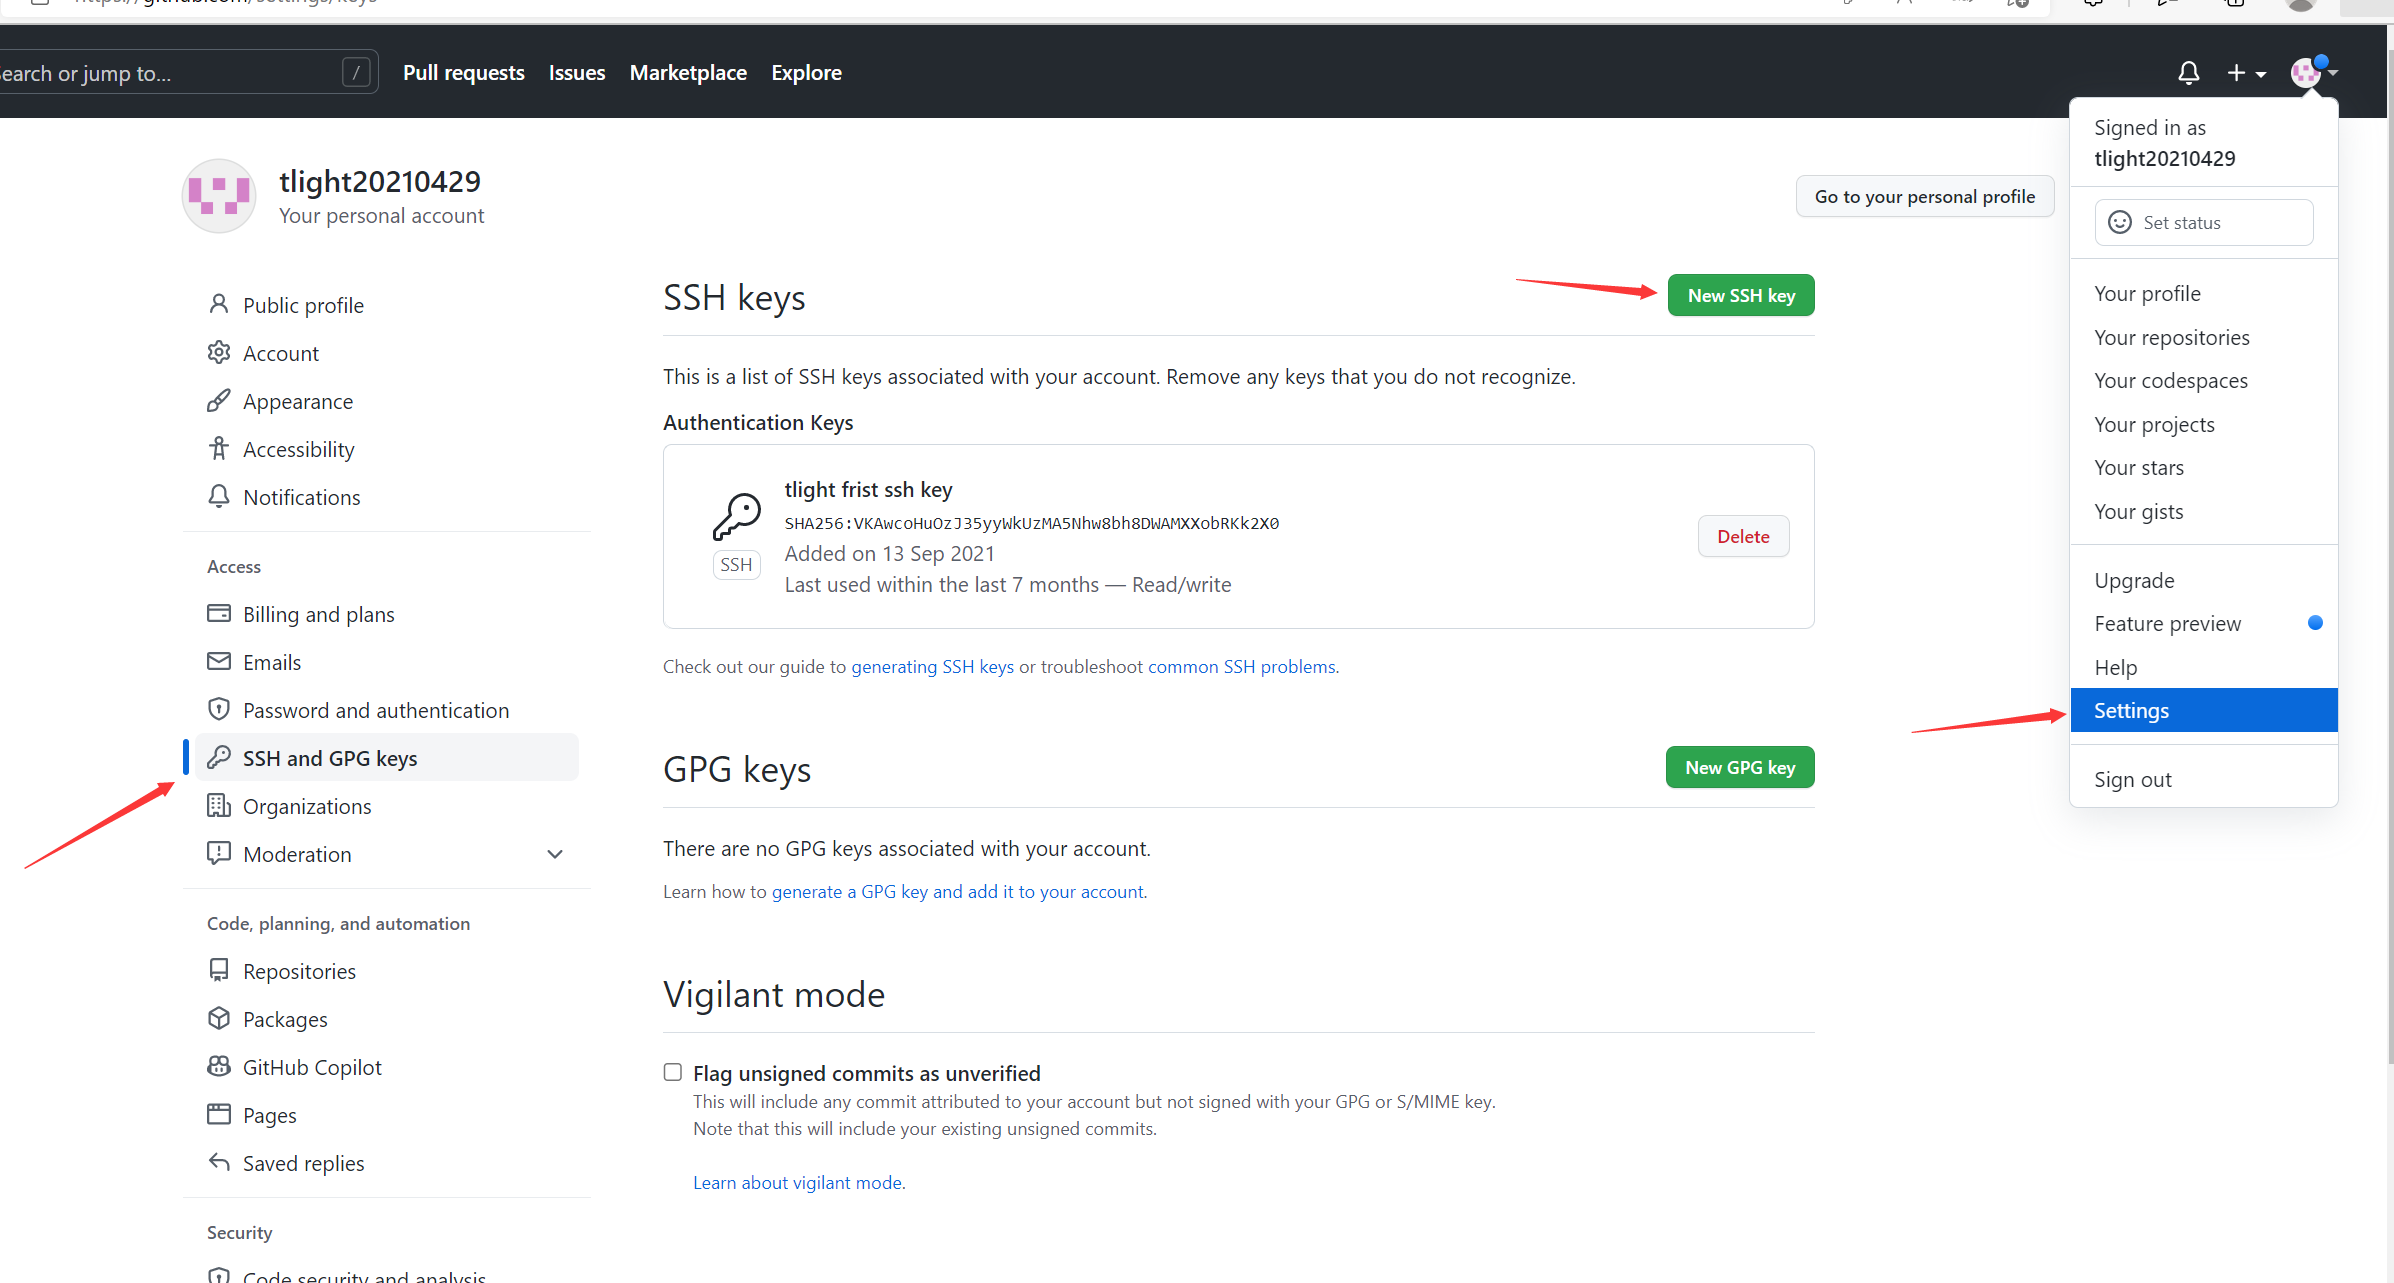 https://github.com/settings/keys
earch or jump to...
/
Pull requests
Issues
Marketplace
Explore
tlight20210429
Your personal account
Go to your personal profile
Public profile
Account
Appearance
Accessibility
Notifications
Access
Billing and plans
Emails
Password and authentication
SSH and GPG keys
Organizations
Moderation
Code, planning, and automation
Repositories
Packages
GitHub Copilot
Pages
Saved replies
Security
Code security and analysis
SSH keys
New SSH key
This is a list of SSH keys associated with your account. Remove any keys that you do not recognize.
Authentication Keys
tlight frist ssh key
SHA256:VKAwcoHuOzJ35yyWkUzMA5Nhw8bh8DWAMXXobRKk2X0
Added on 13 Sep 2021
Last used within the last 7 months — Read/write
SSH
Delete
Check out our guide to generating SSH keys or troubleshoot common SSH problems.
GPG keys
New GPG key
There are no GPG keys associated with your account.
Learn how to generate a GPG key and add it to your account.
Vigilant mode
Flag unsigned commits as unverified
This will include any commit attributed to your account but not signed with your GPG or S/MIME key.
Note that this will include your existing unsigned commits.
Learn about vigilant mode.
Signed in as
tlight20210429
Set status
Your profile
Your repositories
Your codespaces
Your projects
Your stars
Your gists
Upgrade
Feature preview
Help
Settings
Sign out